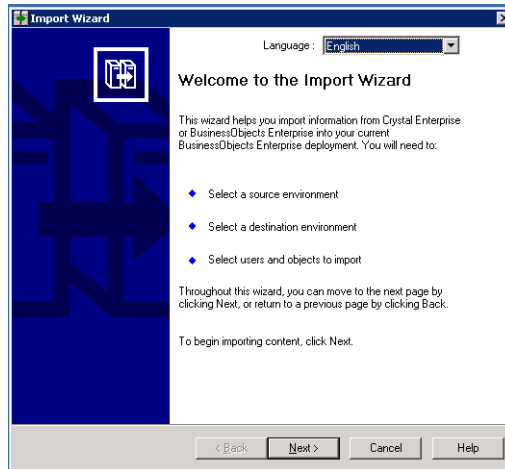 Import Wizard
Language : English
Welcome to the Import Wizard
This wizard helps you import information from Crystal Enterprise
or BusinessObjects Enterprise into your current
BusinessObjects Enterprise deployment. You will need to:
Select a source environment
Select a destination environment
Select users and objects to import
Throughout this wizard, you can move to the next page by
clicking Next, or return to a previous page by clicking Back.
To begin importing content, click Next.
< Back Next > Cancel Help